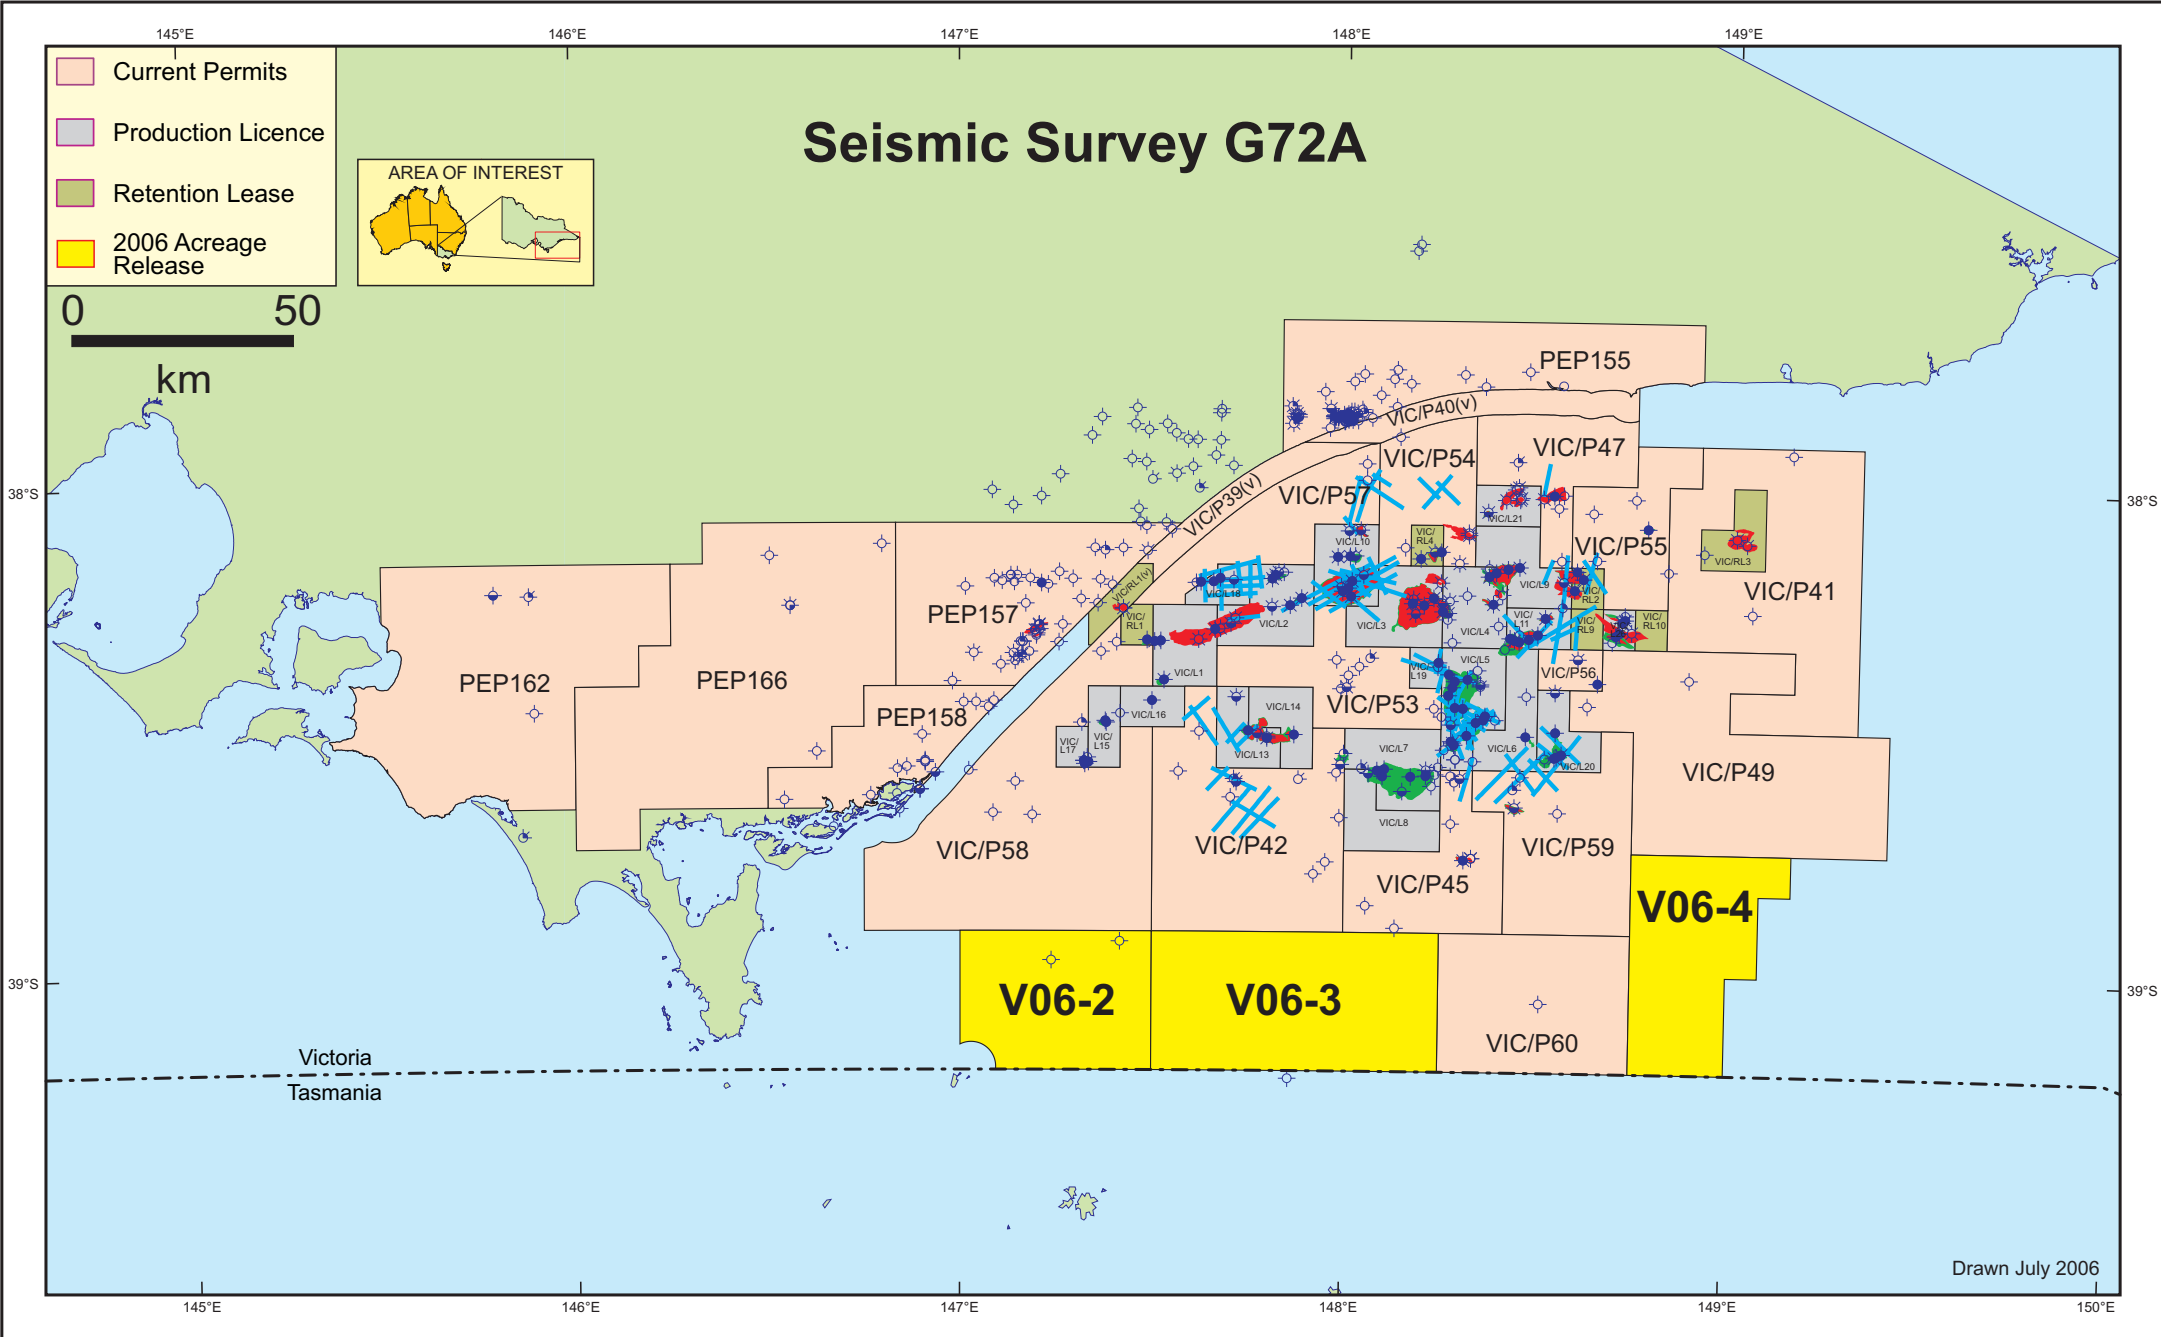 145°E
146°E
147°E
148°E
149°E
Current Permits
Production Licence
Retention Lease
2006 Acreage
Release
AREA OF INTEREST
Seismic Survey G72A
0
50
km
PEP155
VIC/P40(v)
VIC/P47
VIC/P54
VIC/P57
VIC/P39(v)
38°S
38°S
VIC/L21
VIC/L10
VIC/
RL4
VIC/P55
VIC/RL3
VIC/P41
VIC/RL1(v)
VIC/L18
VIC/L9
VIC/
RL2
PEP157
VIC/
RL1
VIC/L2
VIC/L3
VIC/L4
VIC/
L11
VIC/
RL9
VIC/
RL10
PEP162
PEP166
VIC/L1
VIC/
L19
VIC/L5
VIC/P56
PEP158
VIC/L16
VIC/L14
VIC/P53
VIC/
L17
VIC/
L15
VIC/L13
VIC/L7
VIC/L6
VIC/L20
VIC/P49
VIC/L8
VIC/P58
VIC/P42
VIC/P59
VIC/P45
V06-4
39°S
39°S
V06-2
V06-3
VIC/P60
Victoria
Tasmania
Drawn July 2006
145°E
146°E
147°E
148°E
149°E
150°E